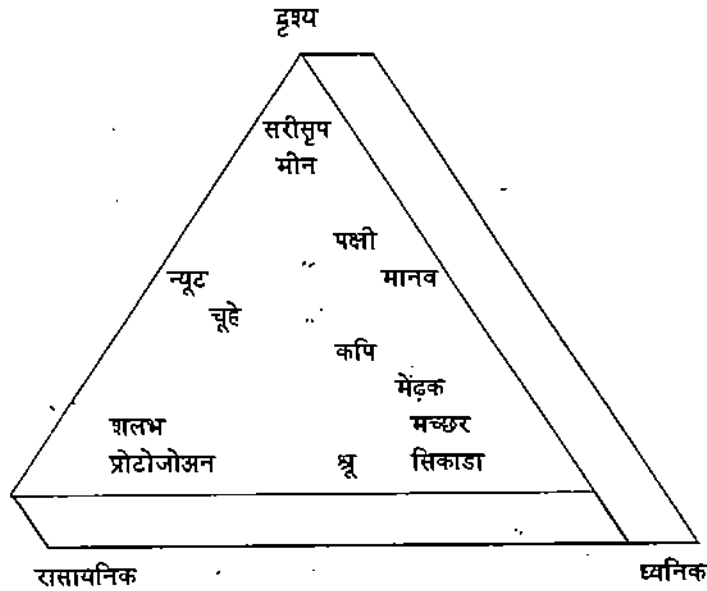 दृश्य
सरीसृप
मीन
पक्षी
न्यूट मानव
चूहे
कपि
मेंढ़क
शलभ मच्छर
प्रोटोजोअन श्रू सिकाडा
रासायनिक ध्वनिक